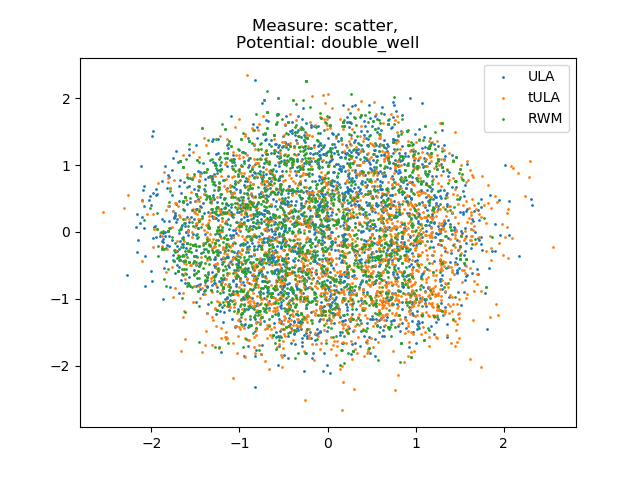 Measure: scatter,
Potential: double_well
ULA
tULA
RWM
2
1
0
−1
−2
−2
−1
0
1
2